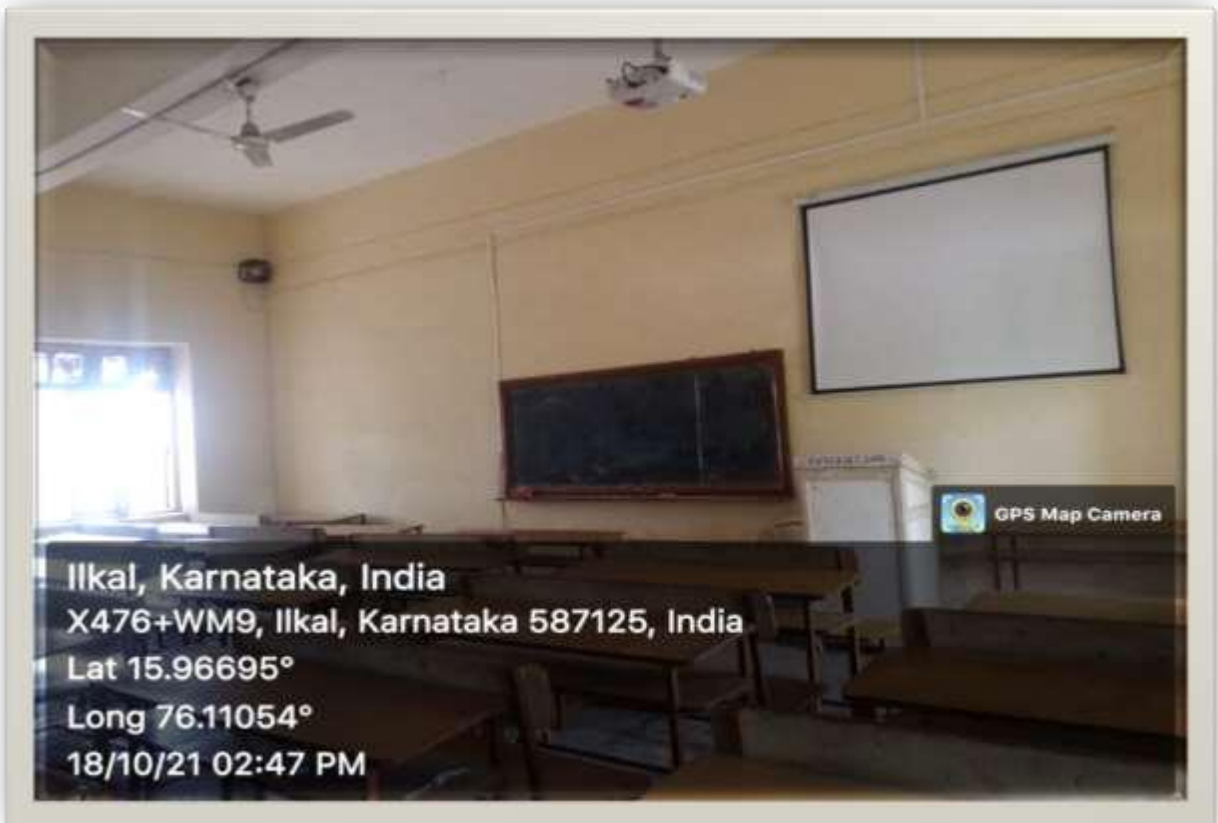 GPS Map Camera
Ilkal, Karnataka, India
X476+WM9, Ilkal, Karnataka 587125, India
Lat 15.96695°
Long 76.11054°
18/10/21 02:47 PM